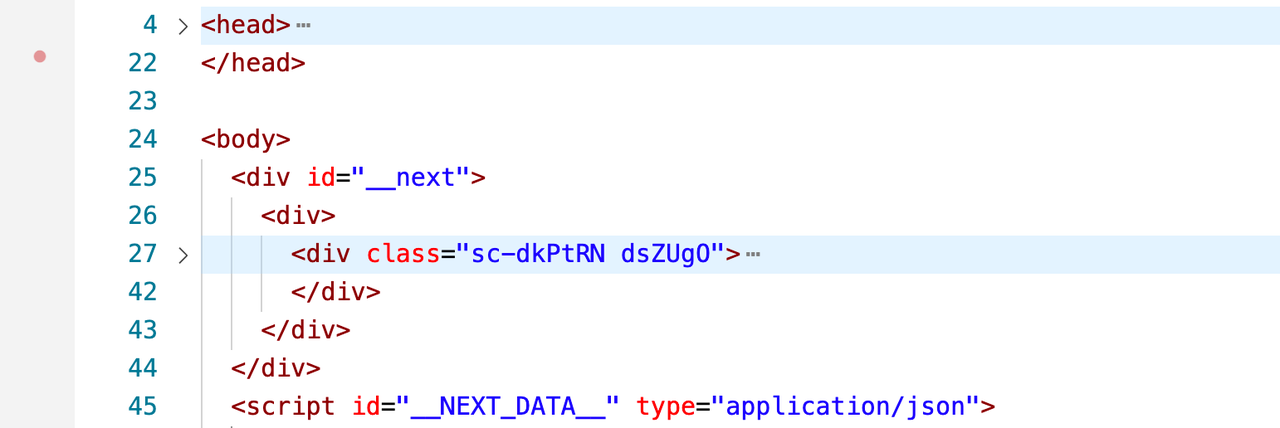 4 > <head> ⋯
22 </head>
23
24 <body>
25 <div id="__next">
26 <div>
27 > <div class="sc-dkPtRN dsZUgO"> ⋯
42 </div>
43 </div>
44 </div>
45 <script id="__NEXT_DATA__" type="application/json">